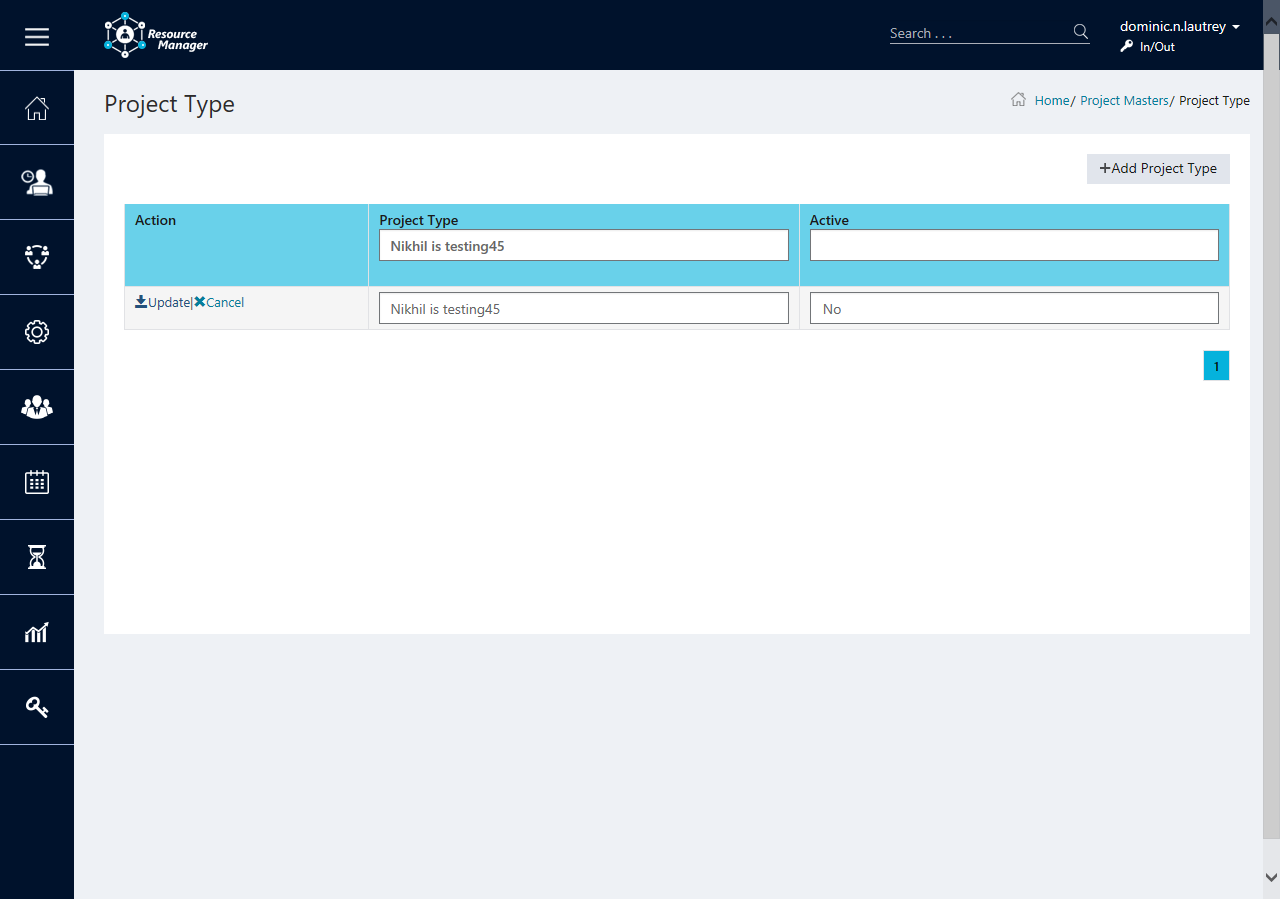 Resource
Manager
Search . . .
dominic.n.lautrey
In/Out
Project Type
Home/ Project Masters/ Project Type
+Add Project Type
Action Project Type Active
Nikhil is testing45
Update|Cancel Nikhil is testing45 No
1